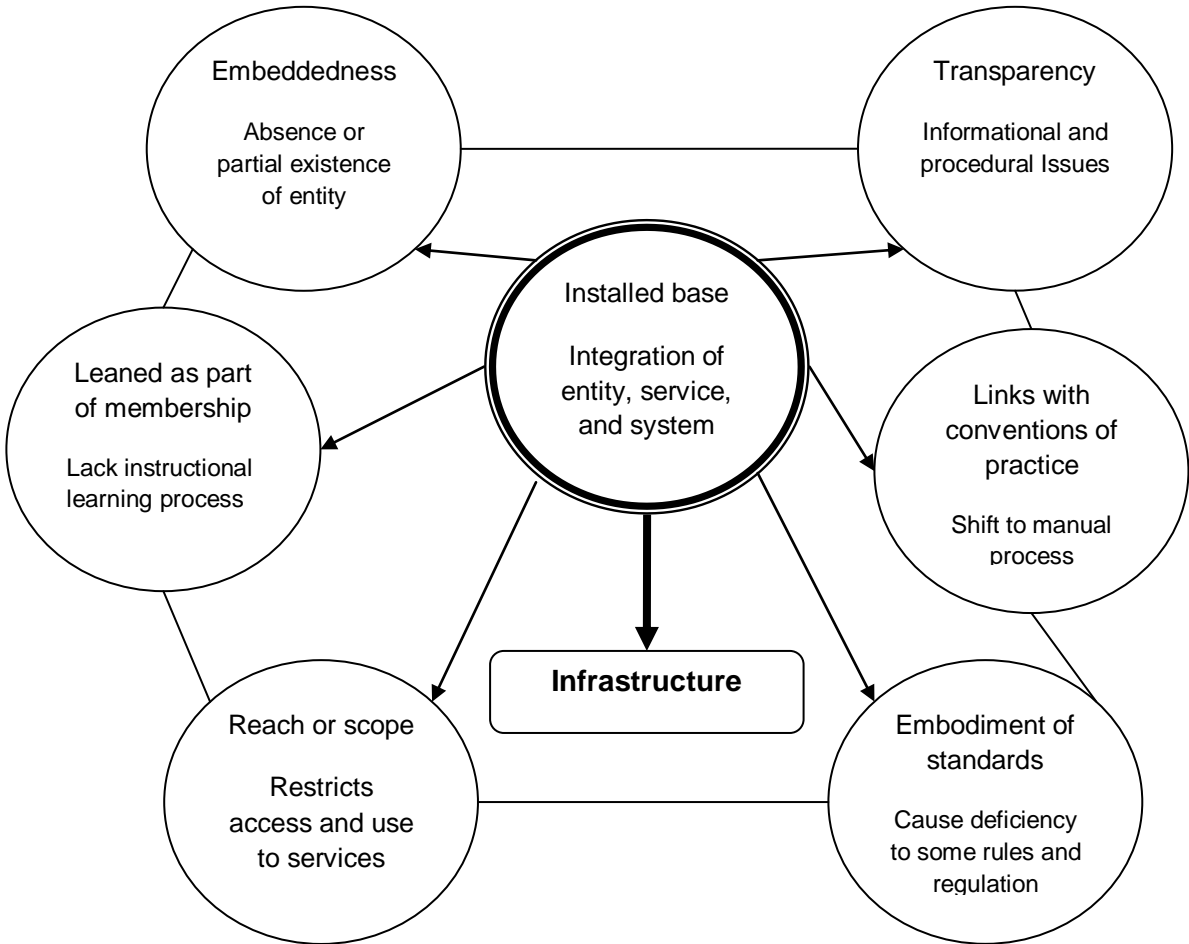 Embeddedness
Absence or
partial existence
of entity
Transparency
Informational and
procedural Issues
Installed base
Integration of
entity, service,
and system
Leaned as part
of membership
Lack instructional
learning process
Links with
conventions of
practice
Shift to manual
process
Infrastructure
Reach or scope
Restricts
access and use
to services
Embodiment of
standards
Cause deficiency
to some rules and
regulation